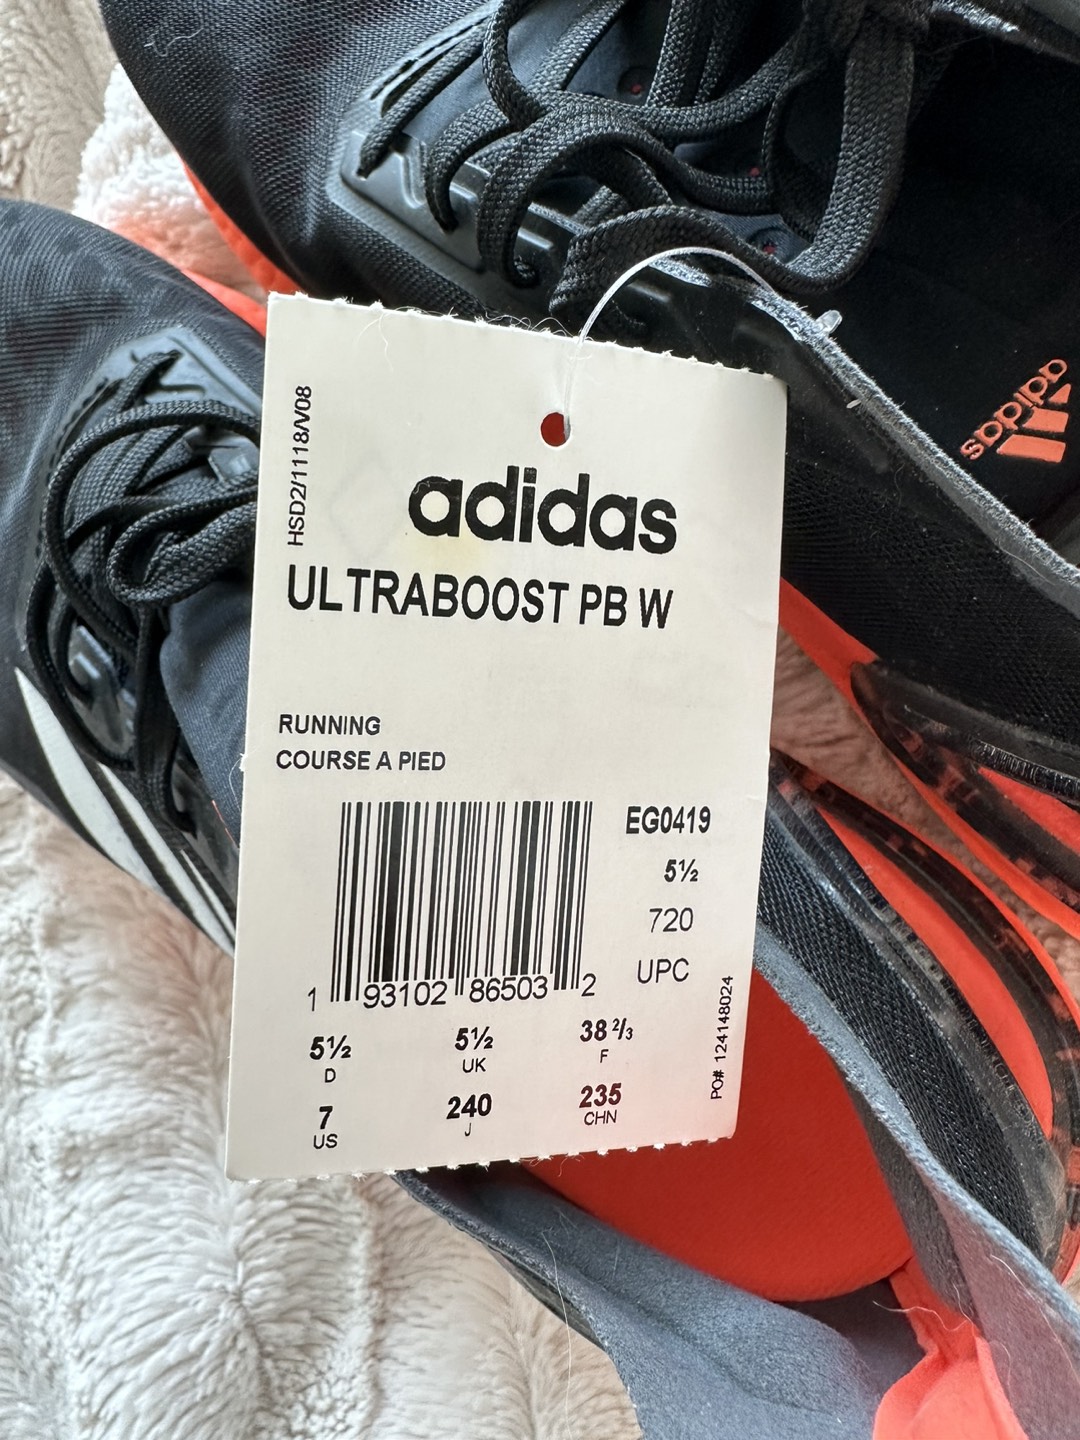 adidas
HSD2/1118/V08
adidas
ULTRABOOST PB W
RUNNING
COURSE A PIED
EG0419
5½
720
UPC
1 93102 86503 2
5½ 5½ 38 ⅔
D UK F
7 240 235
US J CHN
PO# 124148024